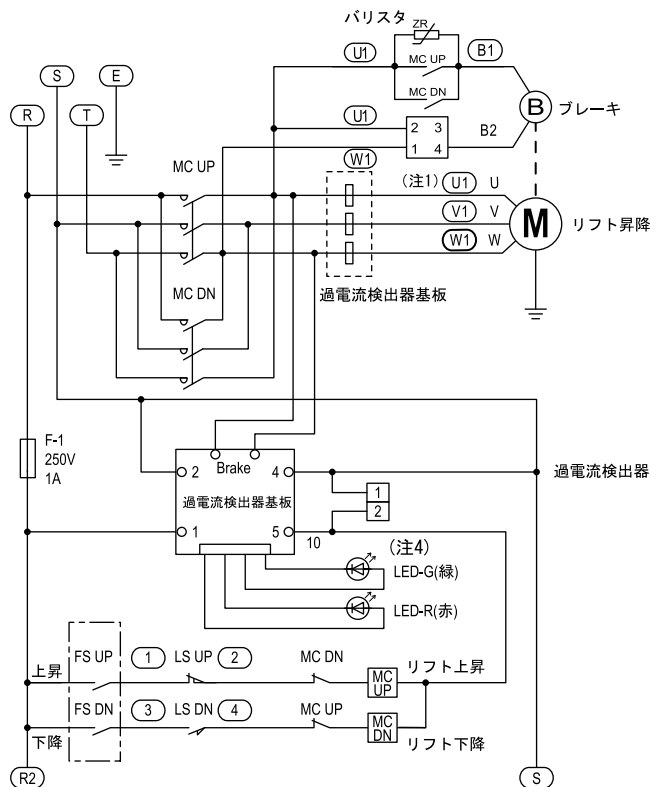 バリスタ
ZR
U1
B1
MC UP
MC DN
S
E
R
T
U1
2 3
1 4
B2
B
ブレーキ
W1
MC UP
(注1)
U1 U
V1 V
W1 W
M
リフト昇降
過電流検出器基板
MC DN
F-1
250V
1A
Brake
2
4
過電流検出器基板
1
5
10
1
2
過電流検出器
(注4)
LED-G(緑)
LED-R(赤)
上昇
FS UP
1
LS UP
2
MC DN
MC
UP
リフト上昇
下降
FS DN
3
LS DN
4
MC UP
MC
DN
リフト下降
R2
S